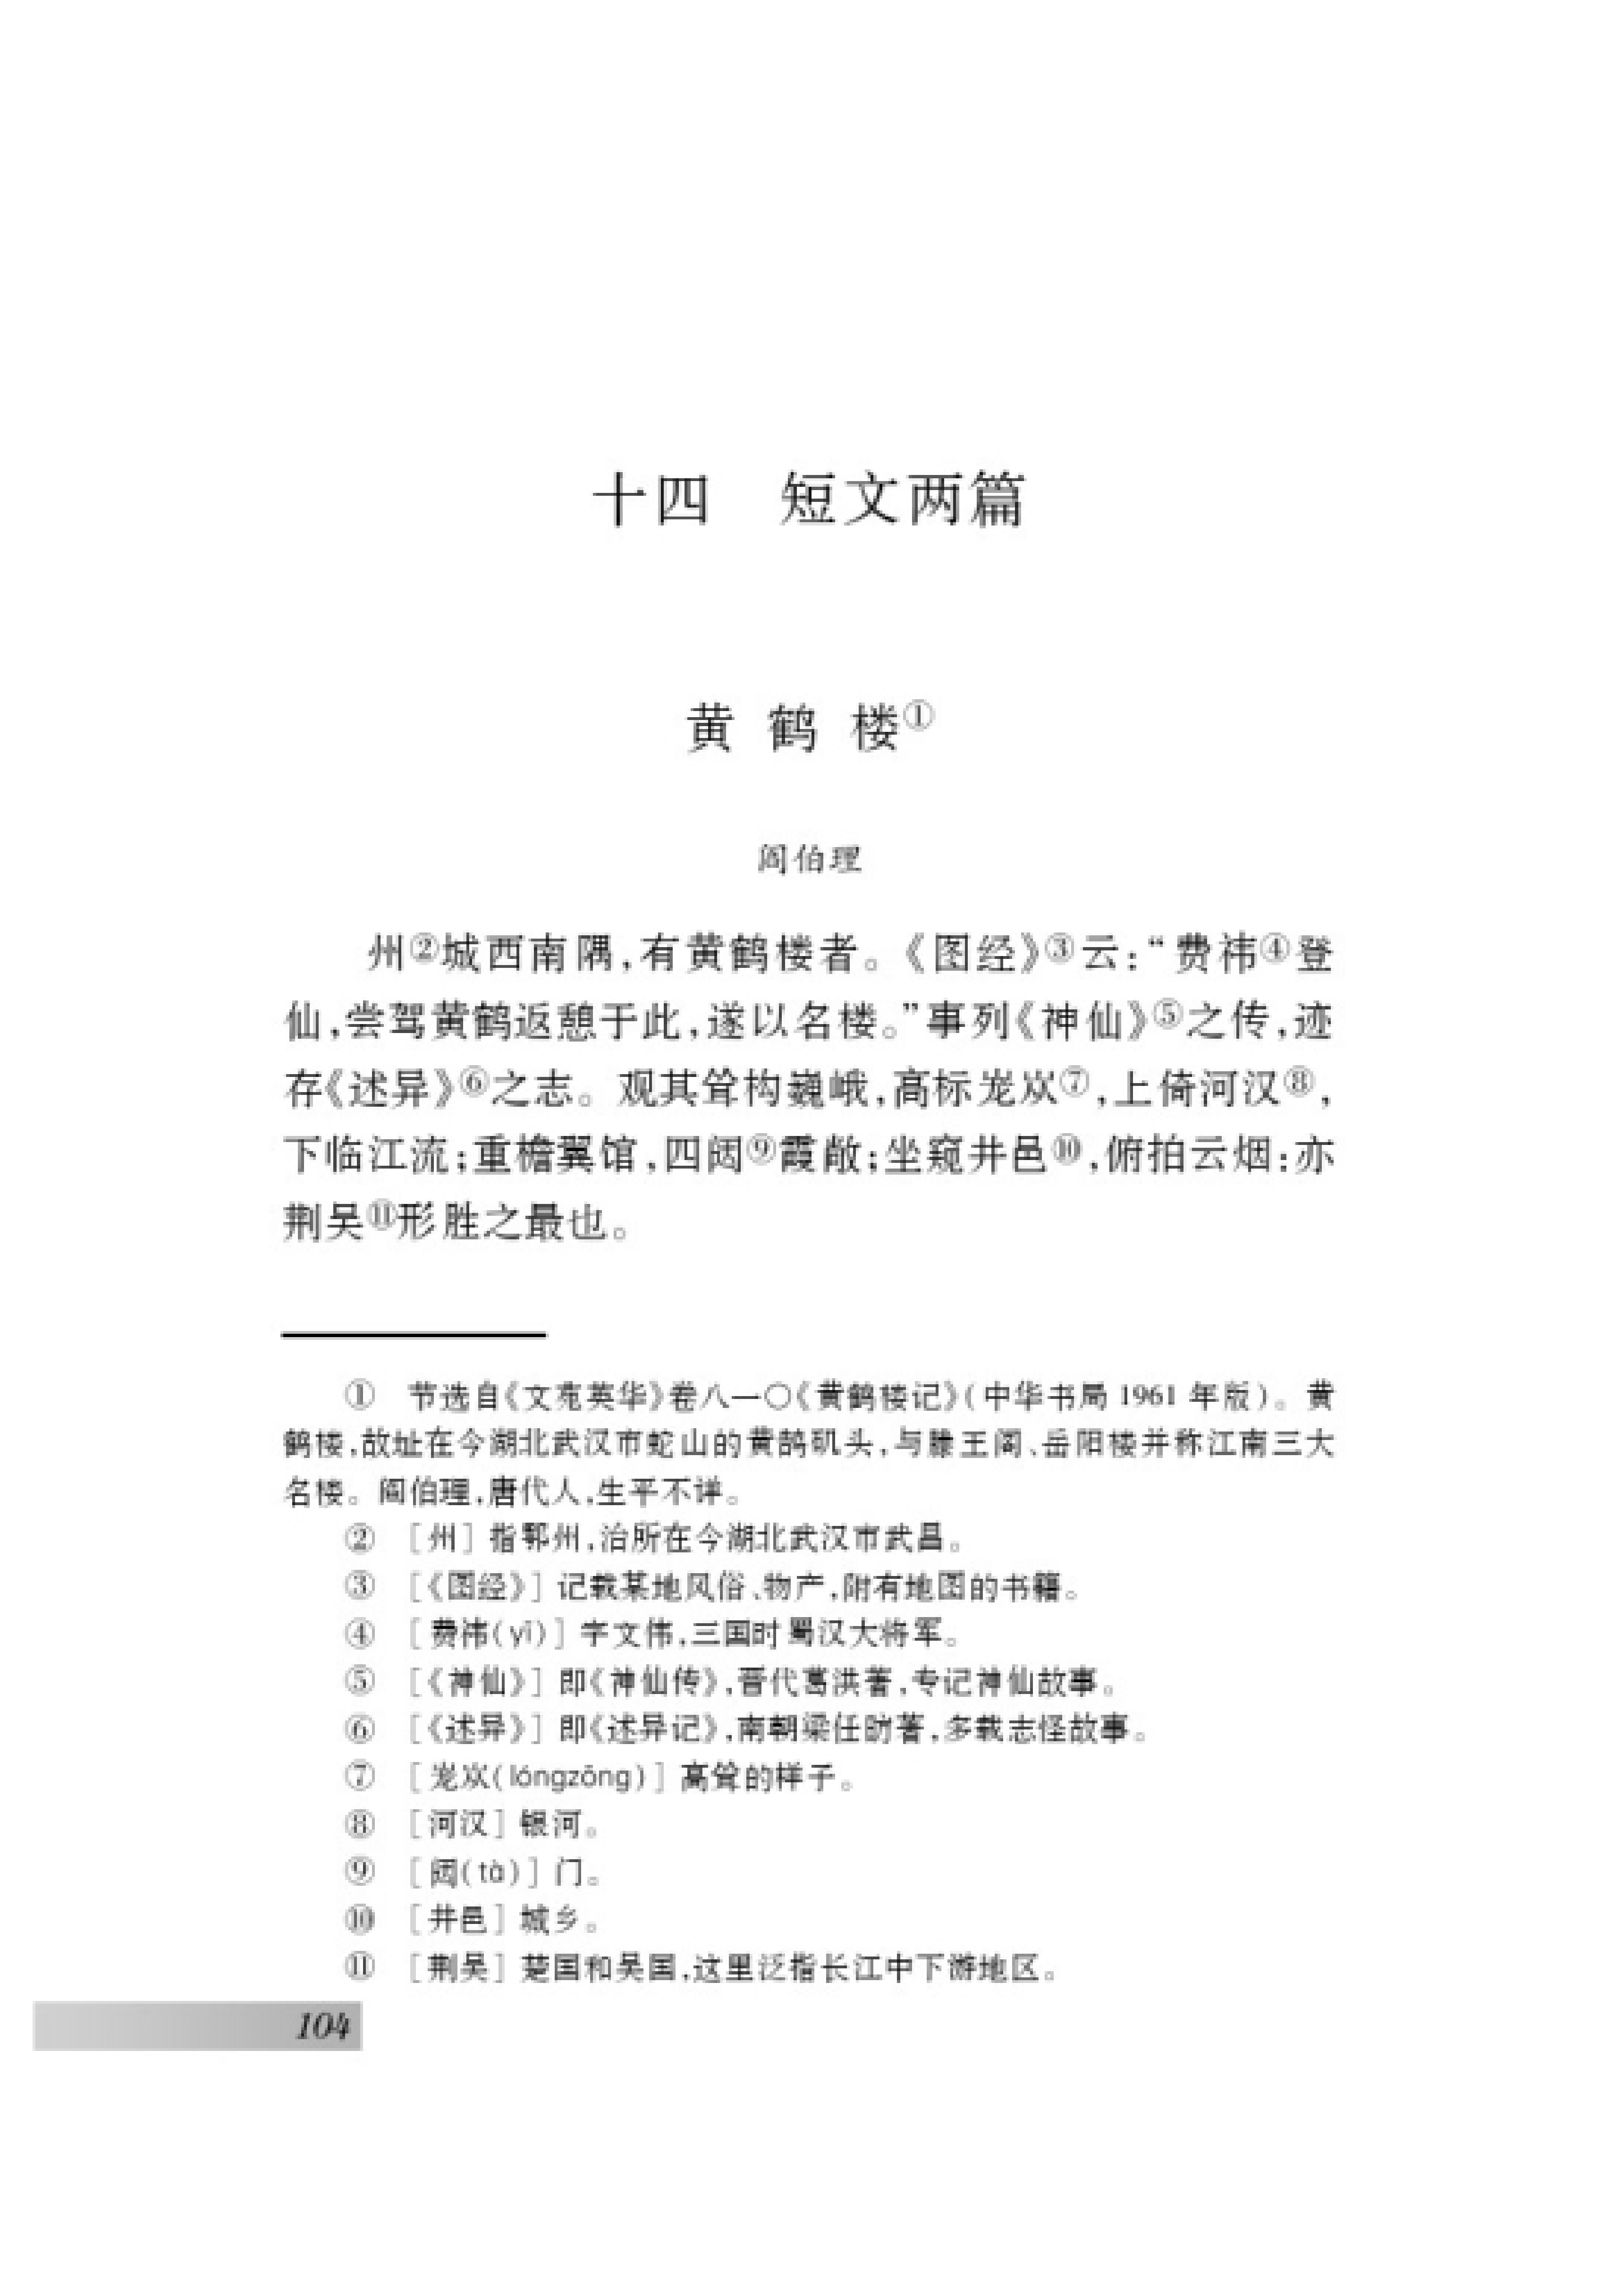 十四 短文两篇
黄鹤楼①
阎伯理
州②城西南隅,有黄鹤楼者。《图经》③云:“费祎④登
仙,尝驾黄鹤返憩于此,遂以名楼。”事列《神仙》⑤之传,迹
存《述异》⑥之志。观其耸构巍峨,高标𪩘𪨶⑦,上倚河汉⑧,
下临江流;重檐翼馆,四闼⑨霞敞;坐窥井邑⑩,俯拍云烟:亦
荆吴⑪形胜之最也。
① 节选自《文苑英华》卷八一〇《黄鹤楼记》(中华书局1961年版)。黄
鹤楼,故址在今湖北武汉市蛇山的黄鹄矶头,与滕王阁、岳阳楼并称江南三大
名楼。阎伯理,唐代人,生平不详。
② [州] 指鄂州,治所在今湖北武汉市武昌。
③ [《图经》] 记载某地风俗、物产,附有地图的书籍。
④ [费祎(yī)] 字文伟,三国时蜀汉大将军。
⑤ [《神仙》] 即《神仙传》,晋代葛洪著,专记神仙故事。
⑥ [《述异》] 即《述异记》,南朝梁任昉著,多载志怪故事。
⑦ [(lóngzōng)] 高耸的样子。
⑧ [河汉] 银河。
⑨ [闼(tà)] 门。
⑩ [井邑] 城乡。
⑪ [荆吴] 楚国和吴国,这里泛指长江中下游地区。
104